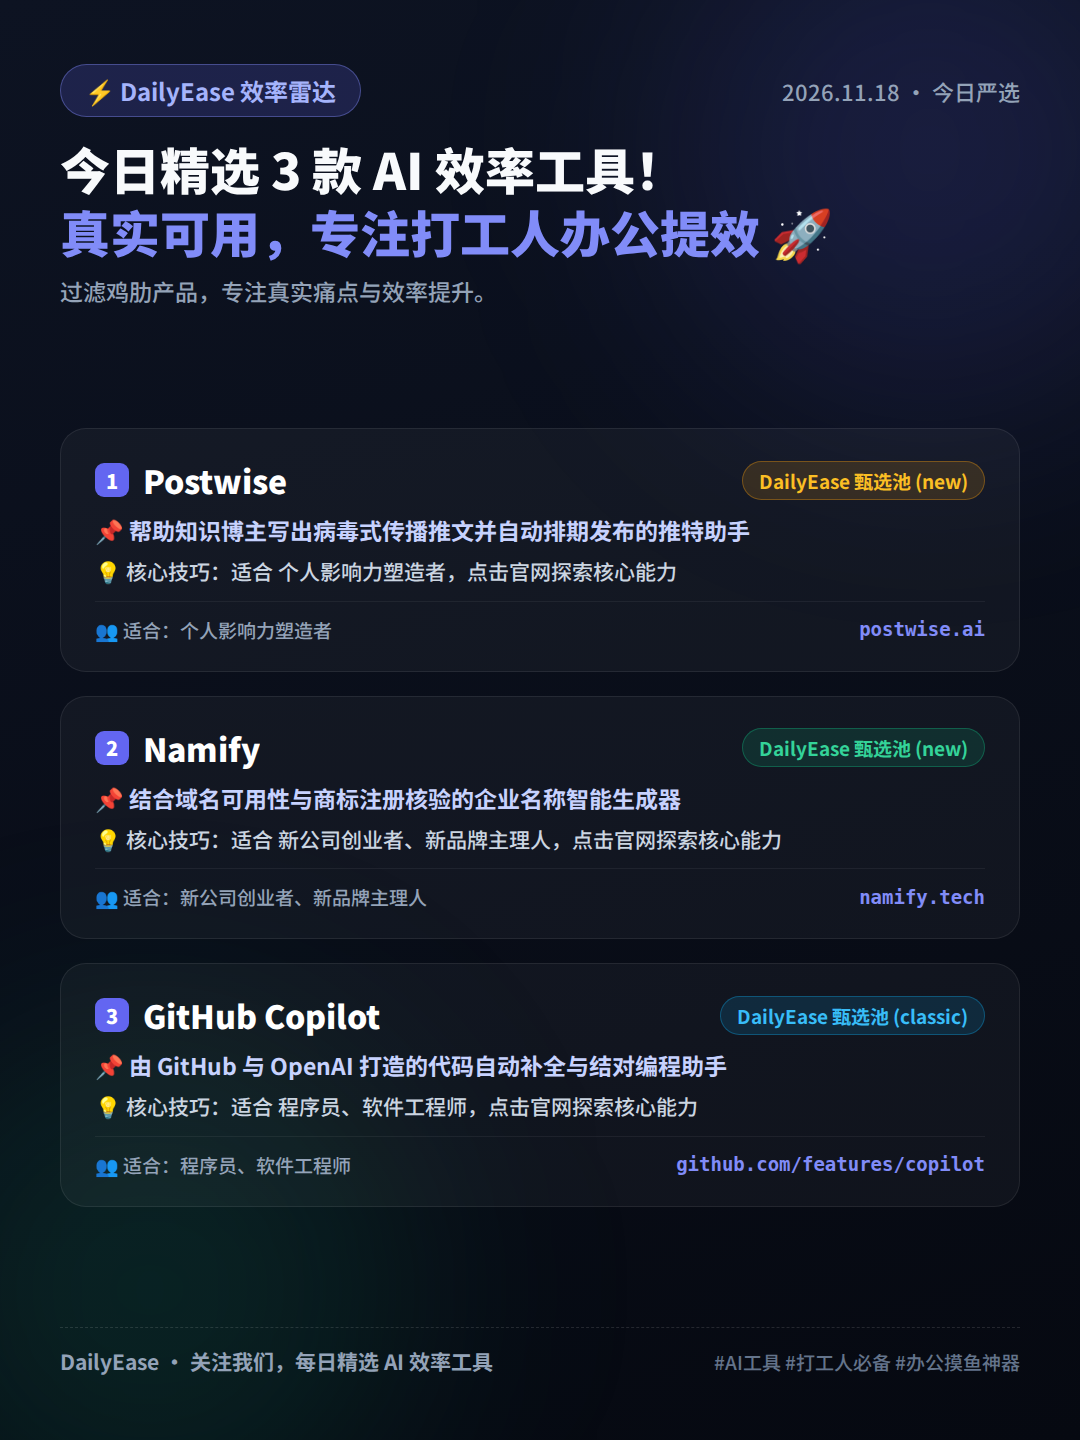 ⚡ DailyEase 效率雷达
2026.11.18 · 今日严选
今日精选 3 款 AI 效率工具！
真实可用，专注打工人办公提效 🚀
过滤鸡肋产品，专注真实痛点与效率提升。
1 Postwise
DailyEase 甄选池 (new)
📌 帮助知识博主写出病毒式传播推文并自动排期发布的推特助手
💡 核心技巧：适合 个人影响力塑造者，点击官网探索核心能力
👥 适合：个人影响力塑造者
postwise.ai
2 Namify
DailyEase 甄选池 (new)
📌 结合域名可用性与商标注册核验的企业名称智能生成器
💡 核心技巧：适合 新公司创业者、新品牌主理人，点击官网探索核心能力
👥 适合：新公司创业者、新品牌主理人
namify.tech
3 GitHub Copilot
DailyEase 甄选池 (classic)
📌 由 GitHub 与 OpenAI 打造的代码自动补全与结对编程助手
💡 核心技巧：适合 程序员、软件工程师，点击官网探索核心能力
👥 适合：程序员、软件工程师
github.com/features/copilot
DailyEase · 关注我们，每日精选 AI 效率工具
#AI工具 #打工人必备 #办公摸鱼神器